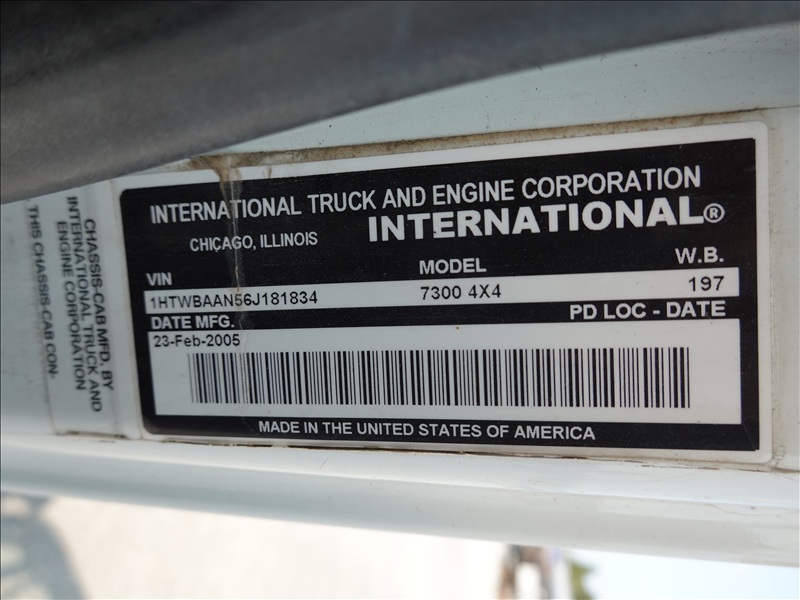 INTERNATIONAL TRUCK AND ENGINE CORPORATION
CHICAGO, ILLINOIS INTERNATIONAL®
VIN MODEL W.B.
1HTWBAAN56J181834 7300 4X4 197
DATE MFG. PD LOC - DATE
23-Feb-2005
MADE IN THE UNITED STATES OF AMERICA
CHASSIS-CAB MFD. BY
INTERNATIONAL TRUCK AND
ENGINE CORPORATION
THIS CHASSIS-CAB CON-